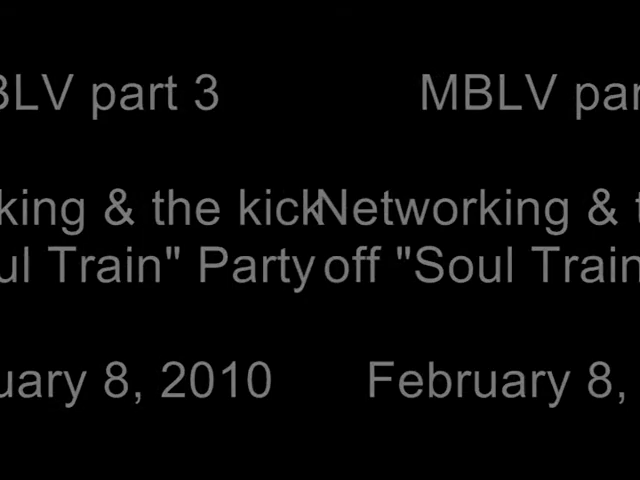 BLV part 3 MBLV par
king & the kick Networking & t
ul Train" Party off "Soul Train
uary 8, 2010 February 8,